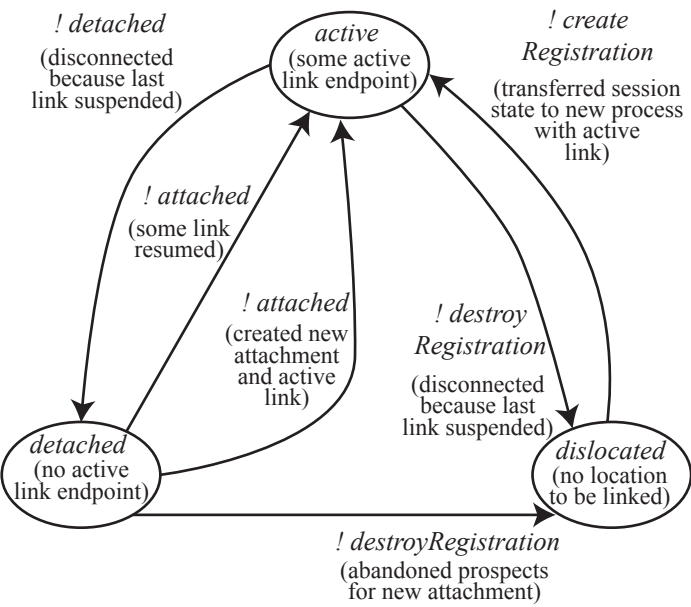 ! detached
(disconnected
because last
link suspended)
active
(some active
link endpoint)
! create
Registration
(transferred session
state to new process
with active
link)
! attached
(some link
resumed)
! attached
(created new
attachment
and active
link)
! destroy
Registration
(disconnected
because last
link suspended)
detached
(no active
link endpoint)
dislocated
(no location
to be linked)
! destroyRegistration
(abandoned prospects
for new attachment)